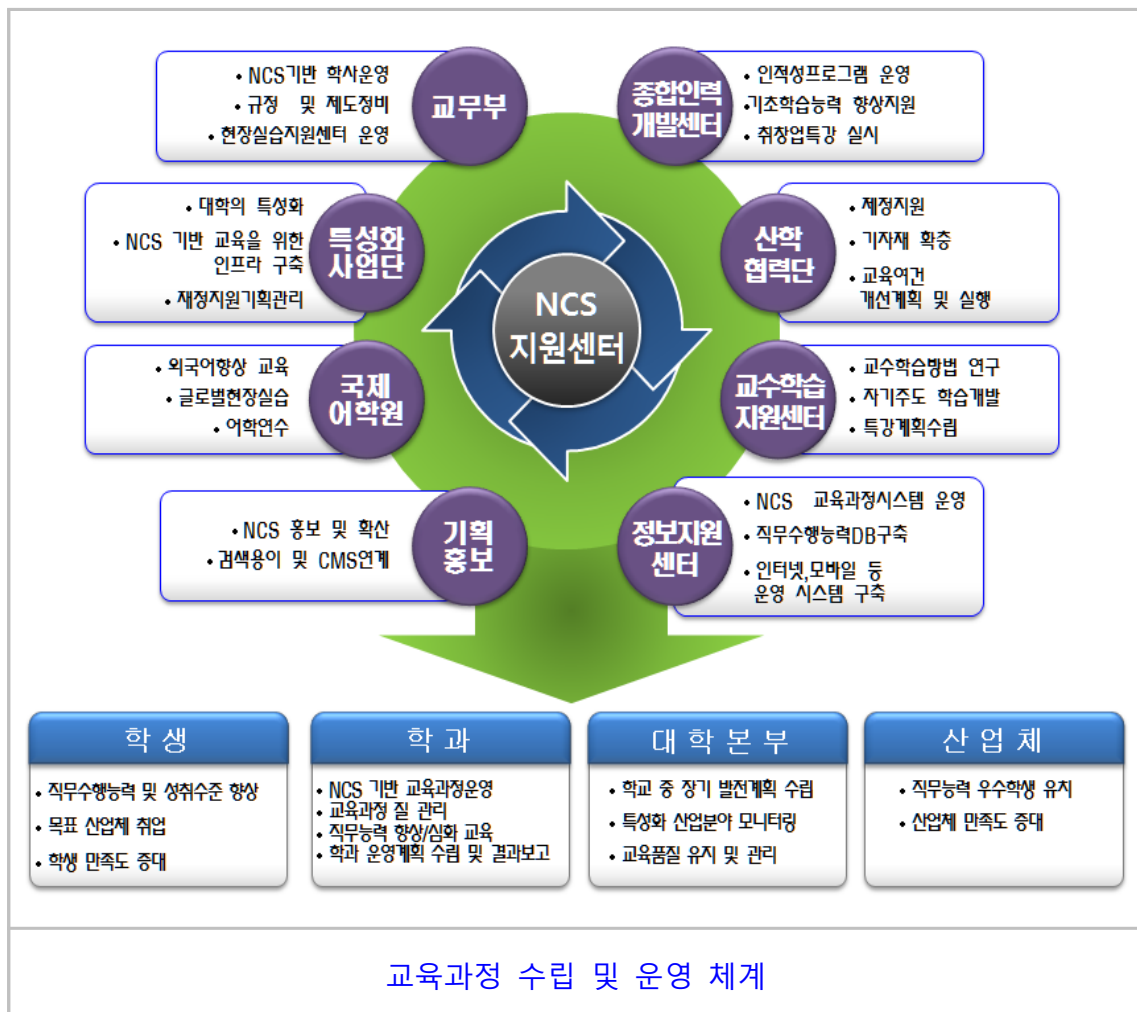 • NCS기반 학사운영
• 규정 및 제도정비
• 현장실습지원센터 운영
교무부
종합인력
개발센터
• 인적성프로그램 운영
•기초학습능력 향상지원
• 취창업특강 실시
• 대학의 특성화
• NCS 기반 교육을 위한
인프라 구축
• 재정지원기획관리
특성화
사업단
산학
협력단
• 제정지원
• 기자재 확충
• 교육여건
개선계획 및 실행
NCS
지원센터
• 외국어향상 교육
• 글로벌현장실습
• 어학연수
국제
어학원
교수학습
지원센터
• 교수학습방법 연구
• 자기주도 학습개발
• 특강계획수립
• NCS 홍보 및 확산
• 검색용이 및 CMS연계
기획
홍보
정보지원
센터
• NCS 교육과정시스템 운영
• 직무수행능력DB구축
• 인터넷,모바일 등
운영 시스템 구축
학 생
• 직무수행능력 및 성취수준 향상
• 목표 산업체 취업
• 학생 만족도 증대
학 과
• NCS 기반 교육과정운영
• 교육과정 질 관리
• 직무능력 향상/심화 교육
• 학과 운영계획 수립 및 결과보고
대 학 본 부
• 학교 중 장기 발전계획 수립
• 특성화 산업분야 모니터링
• 교육품질 유지 및 관리
산 업 체
• 직무능력 우수학생 유치
• 산업체 만족도 증대
교육과정 수립 및 운영 체계